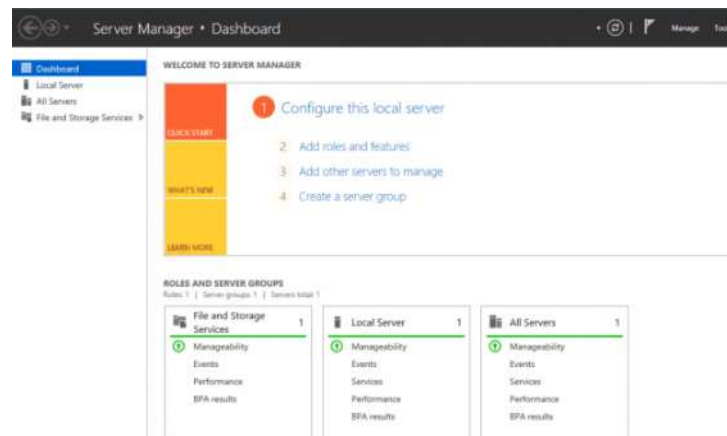 Server Manager • Dashboard
Manage
Dashboard
Local Server
All Servers
File and Storage Services
WELCOME TO SERVER MANAGER
QUICK START
WHAT'S NEW
LEARN MORE
1 Configure this local server
2 Add roles and features
3 Add other servers to manage
4 Create a server group
ROLES AND SERVER GROUPS
Roles: 1 | Server groups: 1 | Servers total: 1
File and Storage
Services 1
Manageability
Events
Performance
BPA results
Local Server 1
Manageability
Events
Services
Performance
BPA results
All Servers 1
Manageability
Events
Services
Performance
BPA results